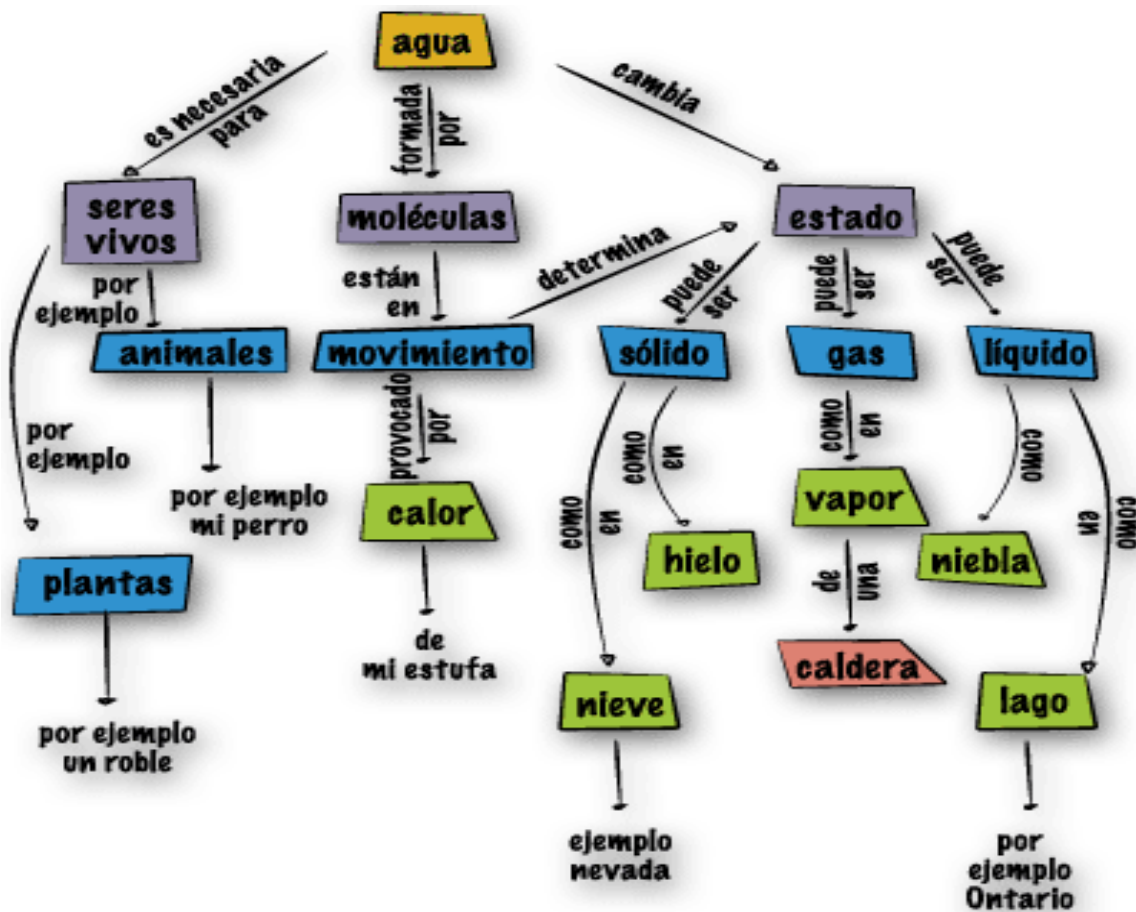 agua
es necesaria
para
formada
por
cambia
seres
vivos
moléculas
estado
por
ejemplo
están
en
determina
puede
ser
puede
ser
puede
ser
animales
movimiento
sólido
gas
líquido
por
ejemplo
provocado
por
como
en
como
en
como
en
como
como
en
por ejemplo
mi perro
calor
vapor
hielo
niebla
plantas
de
una
de
mi estufa
caldera
nieve
lago
por ejemplo
un roble
ejemplo
nevada
por
ejemplo
Ontario